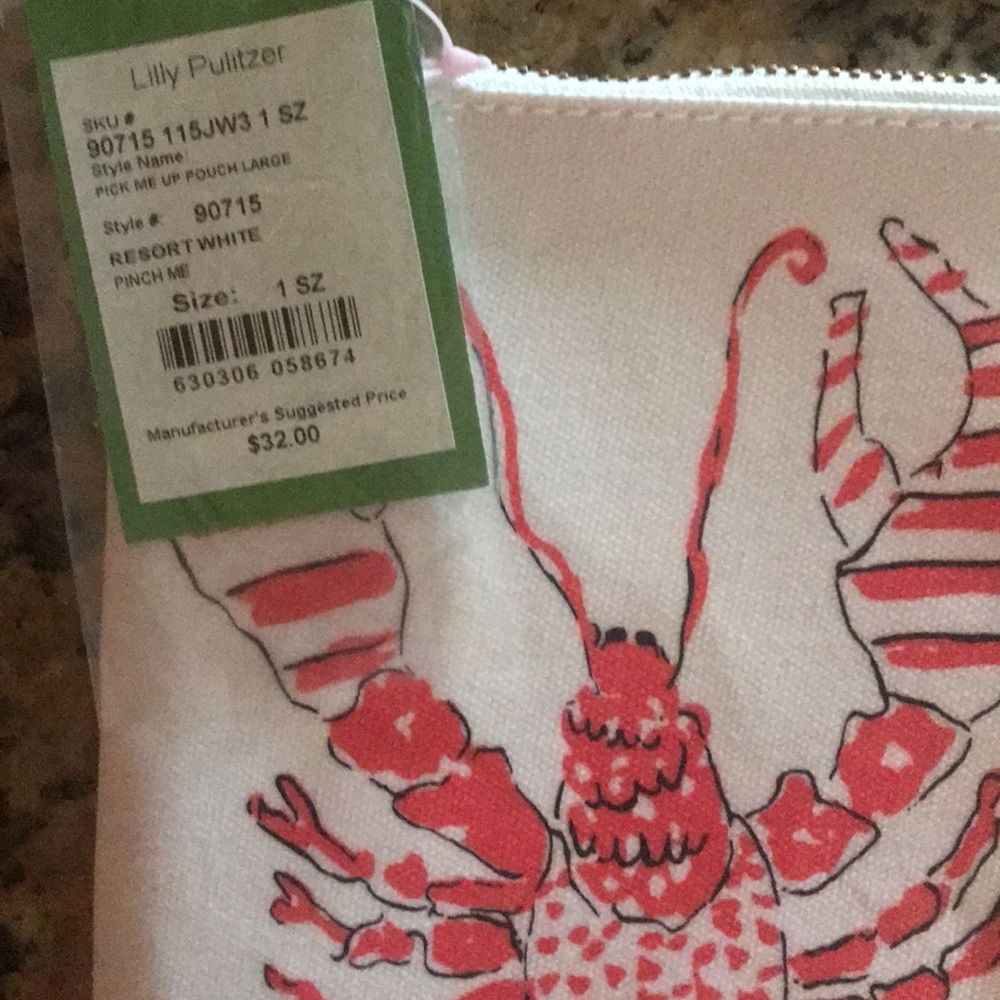 Lilly Pulitzer
SKU #
90715 115JW3 1 SZ
Style Name:
PICK ME UP POUCH LARGE
Style #: 90715
RESORT WHITE
PINCH ME
Size: 1 SZ
630306 058674
Manufacturer's Suggested Price
$32.00